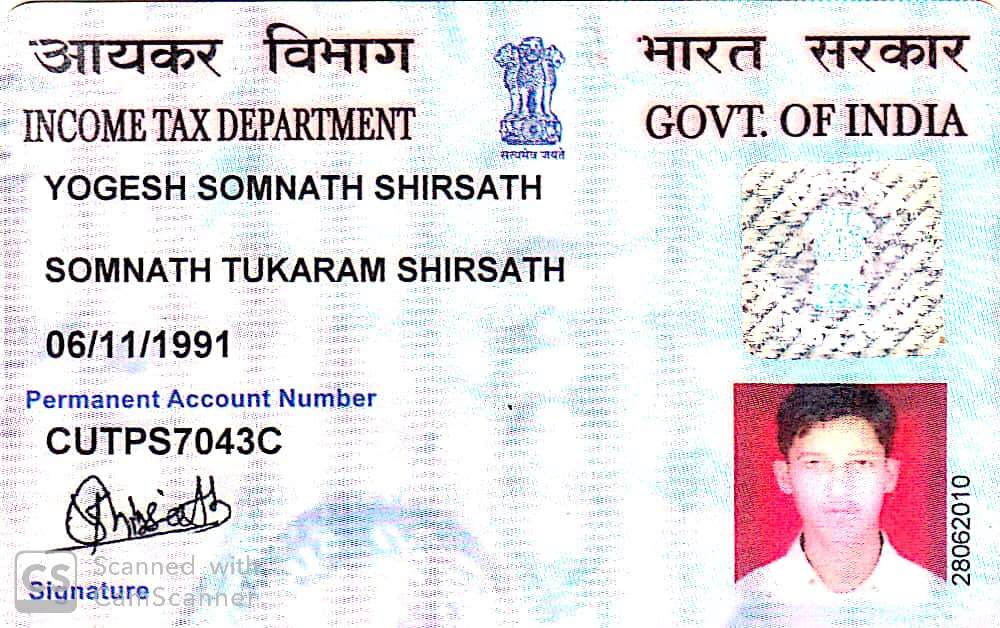 आयकर विभाग
भारत सरकार
INCOME TAX DEPARTMENT
GOVT. OF INDIA
सत्यमेव जयते
YOGESH SOMNATH SHIRSATH
SOMNATH TUKARAM SHIRSATH
06/11/1991
Permanent Account Number
CUTPS7043C
Shirsath
28062010
Signature
CS Scanned with
CamScanner